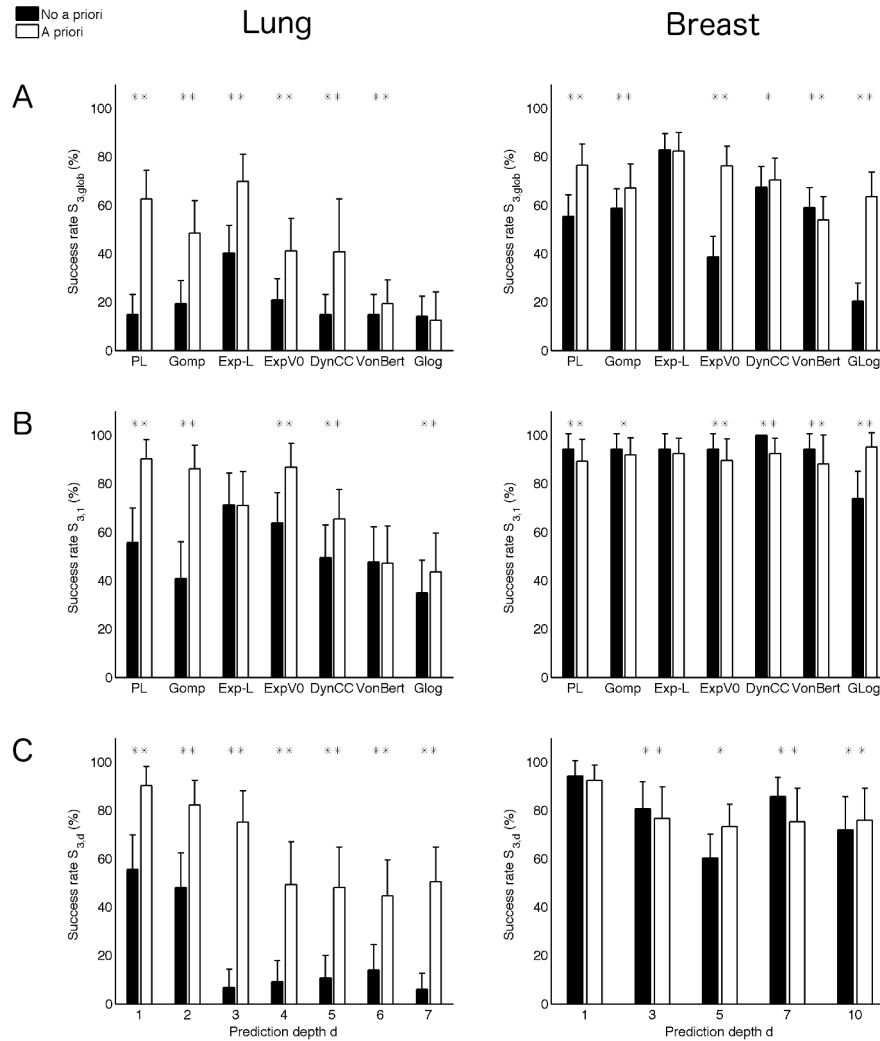 No a priori
A priori
Lung
Breast
A
Success rate S3,glob (%)
100
80
60
40
20
0
** ** ** ** ** **
PL Gomp Exp-L ExpV0 DynCC VonBert Glog
Success rate S3,glob (%)
100
80
60
40
20
0
** ** ** * ** **
PL Gomp Exp-L ExpV0 DynCC VonBert GLog
B
Success rate S3,1 (%)
100
80
60
40
20
0
** ** ** ** **
PL Gomp Exp-L ExpV0 DynCC VonBert Glog
Success rate S3,1 (%)
100
80
60
40
20
0
** * ** ** ** **
PL Gomp Exp-L ExpV0 DynCC VonBert GLog
C
Success rate S3,d (%)
100
80
60
40
20
0
** ** ** ** ** ** **
1 2 3 4 5 6 7
Prediction depth d
Success rate S3,d (%)
100
80
60
40
20
0
** * ** **
1 3 5 7 10
Prediction depth d